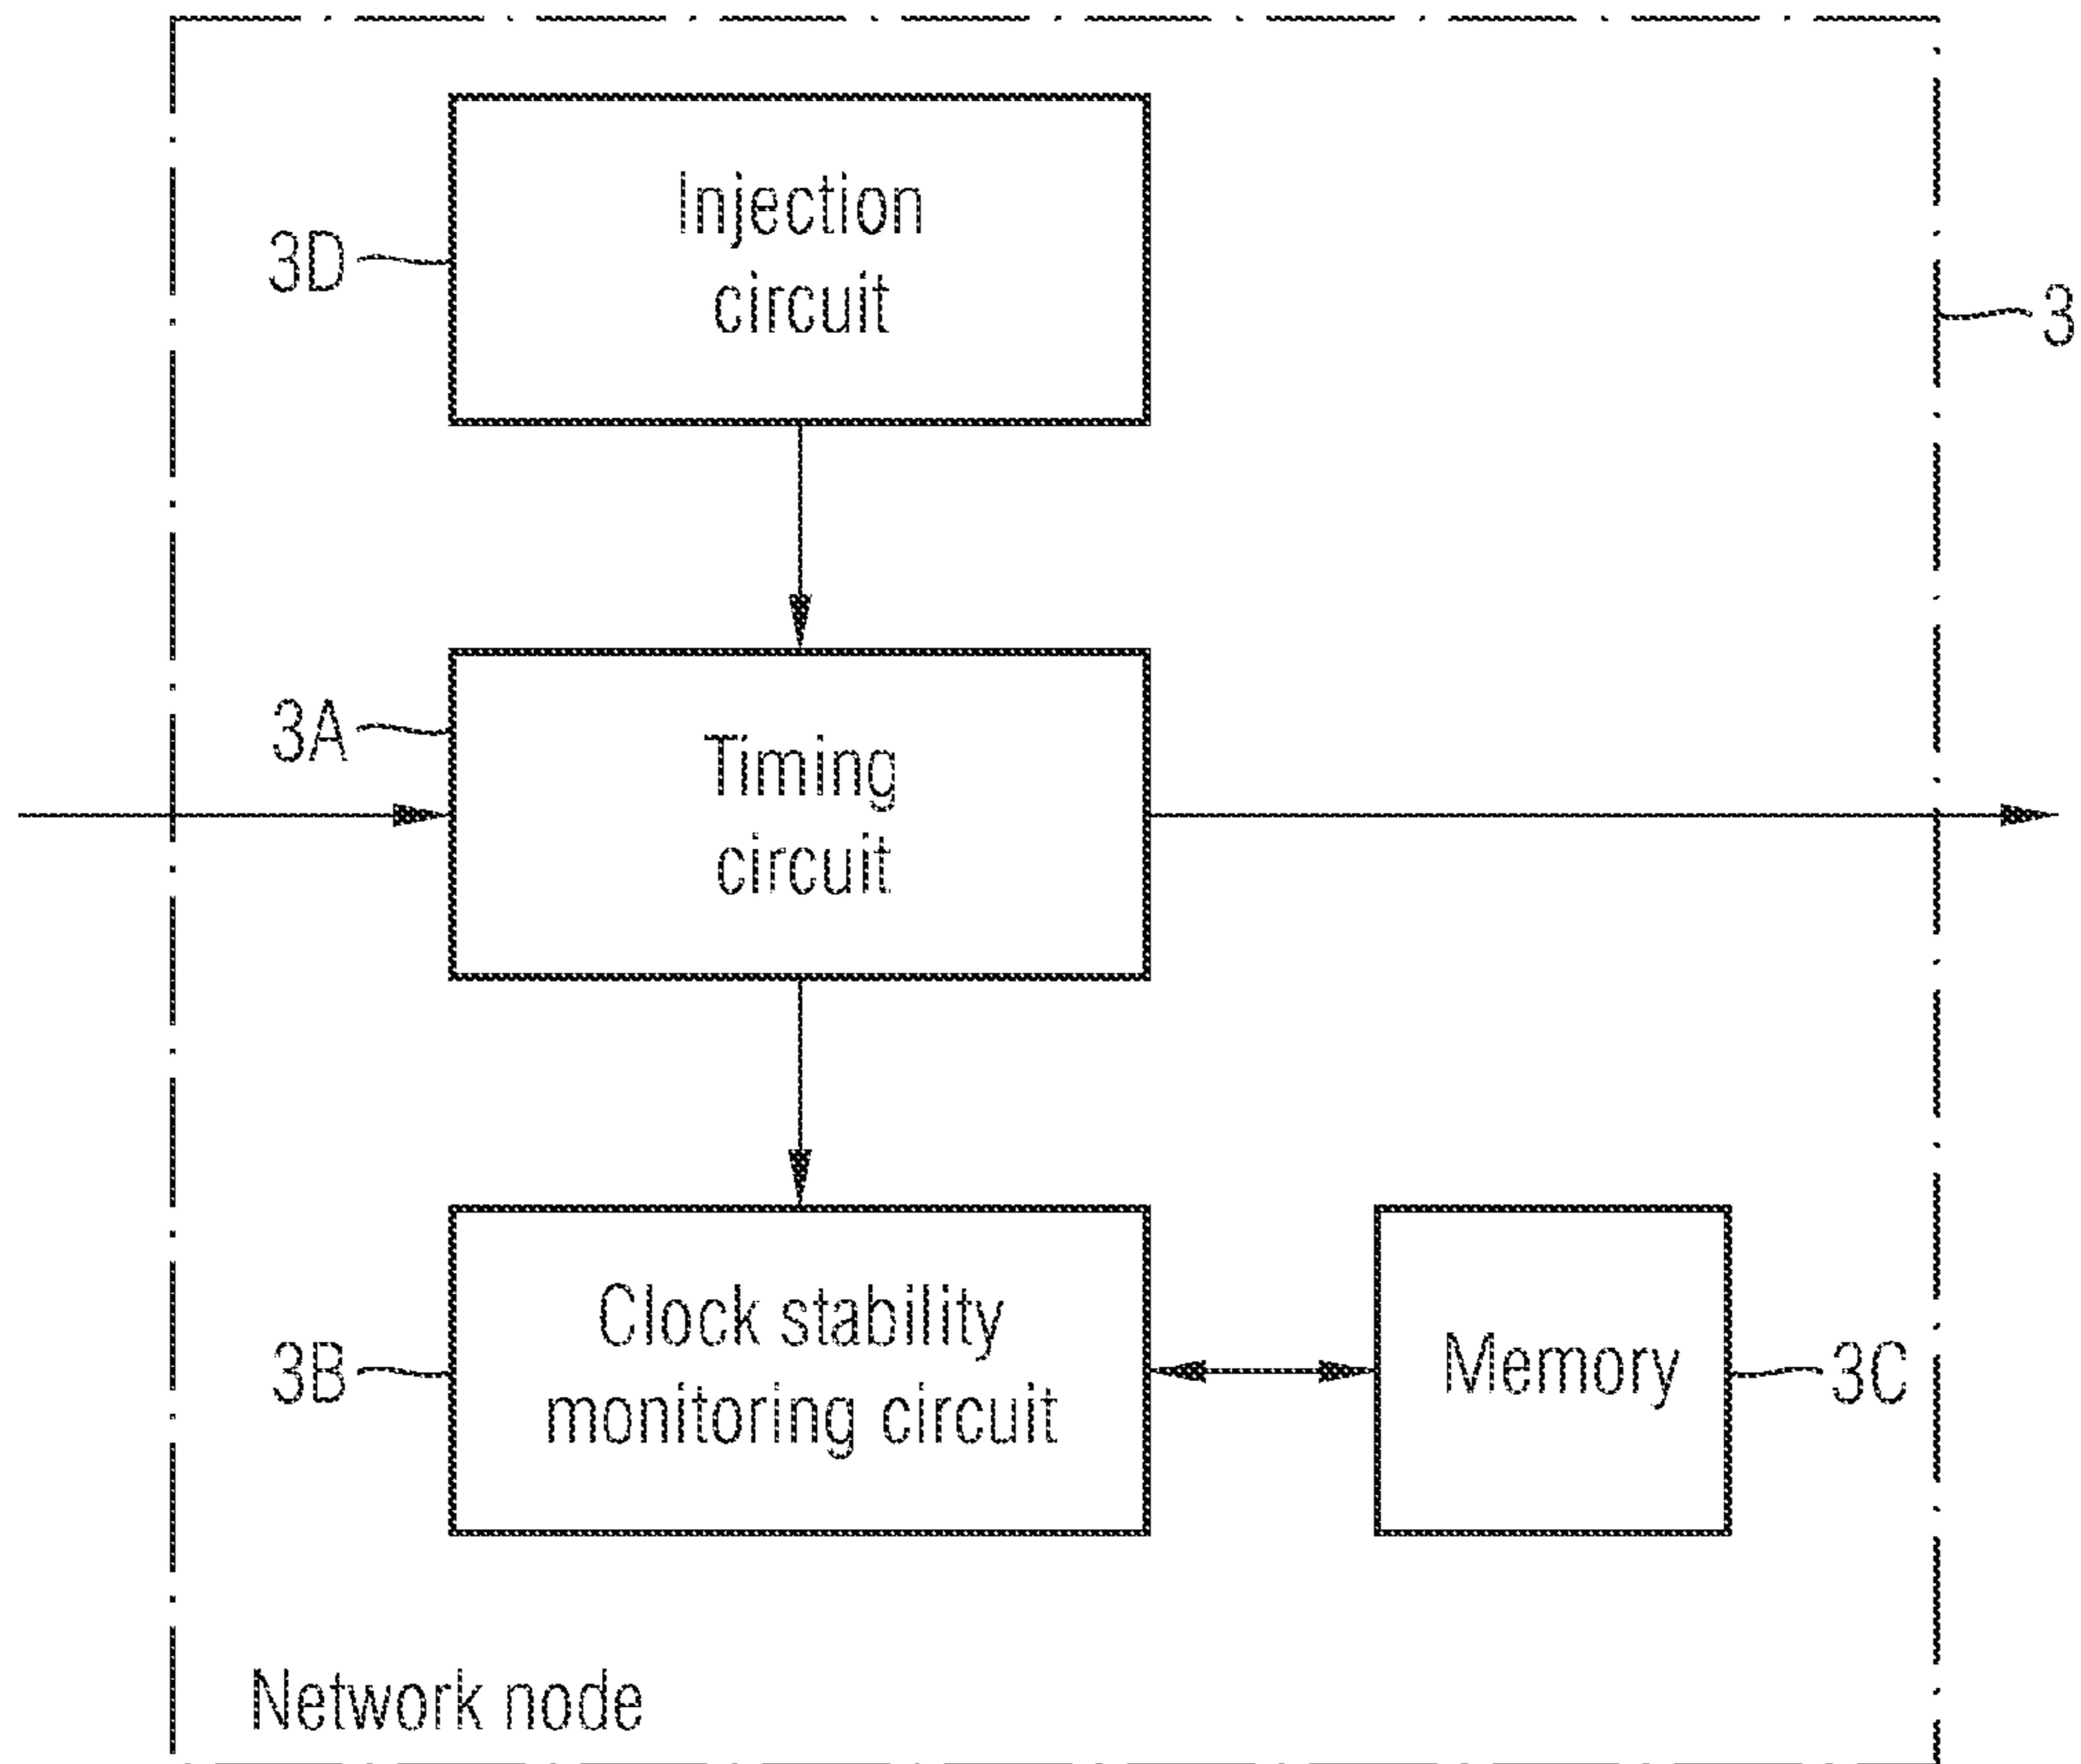 Injection
circuit
3D
3
3A
Timing
circuit
Clock stability
monitoring circuit
3B
Memory
3C
Network node